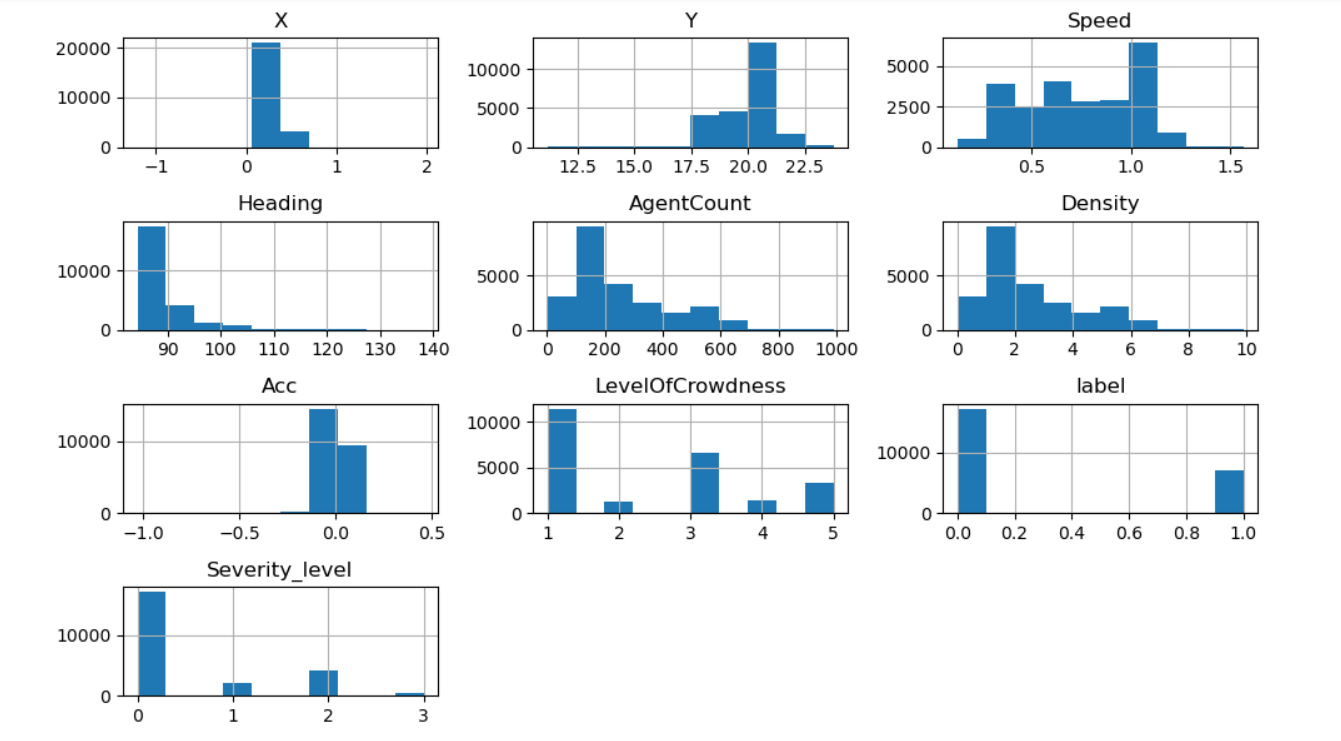 X Y Speed
20000 10000 0
10000 5000 0
5000 2500 0
−1 0 1 2
12.5 15.0 17.5 20.0 22.5
0.5 1.0 1.5
Heading AgentCount Density
10000 0
5000 0
5000 0
90 100 110 120 130 140
0 200 400 600 800 1000
0 2 4 6 8 10
Acc LevelOfCrowdness label
10000 0
10000 5000 0
10000 0
−1.0 −0.5 0.0 0.5
1 2 3 4 5
0.0 0.2 0.4 0.6 0.8 1.0
Severity_level
10000 0
0 1 2 3